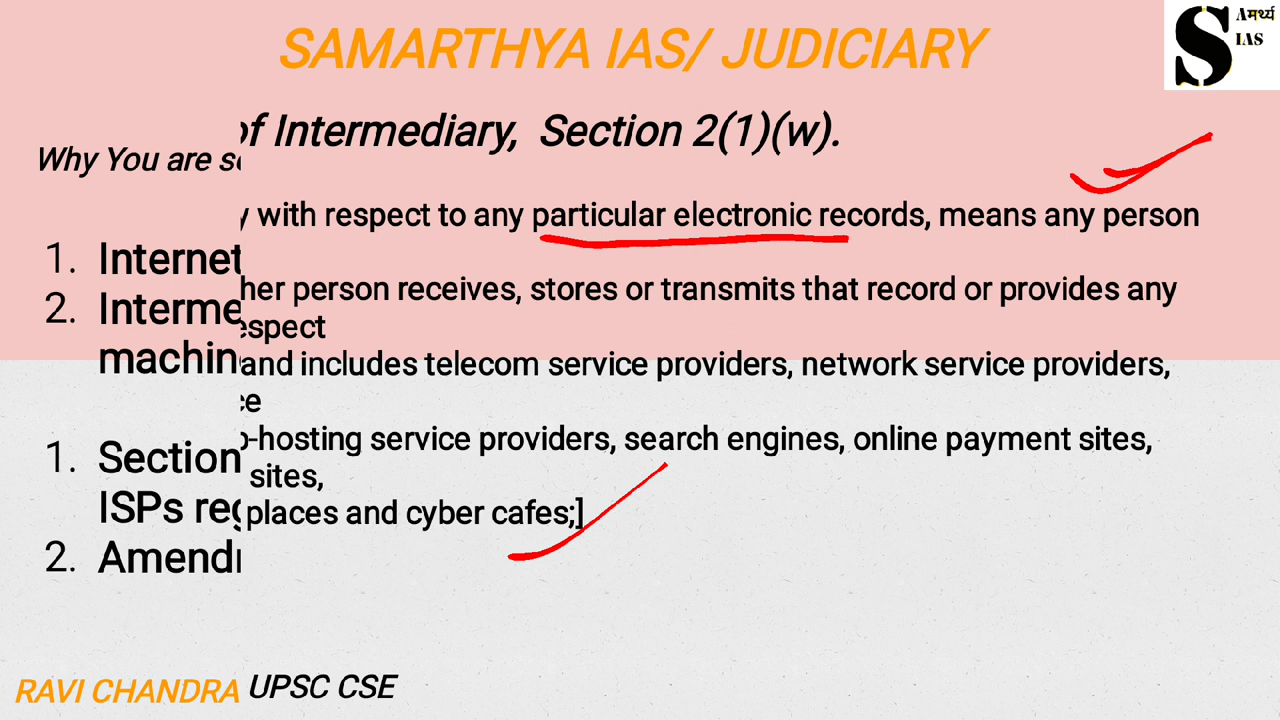 SAMARTHYA IAS/ JUDICIARY
Aमर्थ्य
IAS
of Intermediary, Section 2(1)(w).
Why You are
with respect to any particular electronic records, means any person
1. Internet
her person receives, stores or transmits that record or provides any
2. Interme
espect
machin
and includes telecom service providers, network service providers,
ce
1. Section
-hosting service providers, search engines, online payment sites,
sites,
ISPs
places and cyber cafes;]
2. Amend
RAVI CHANDRA UPSC CSE